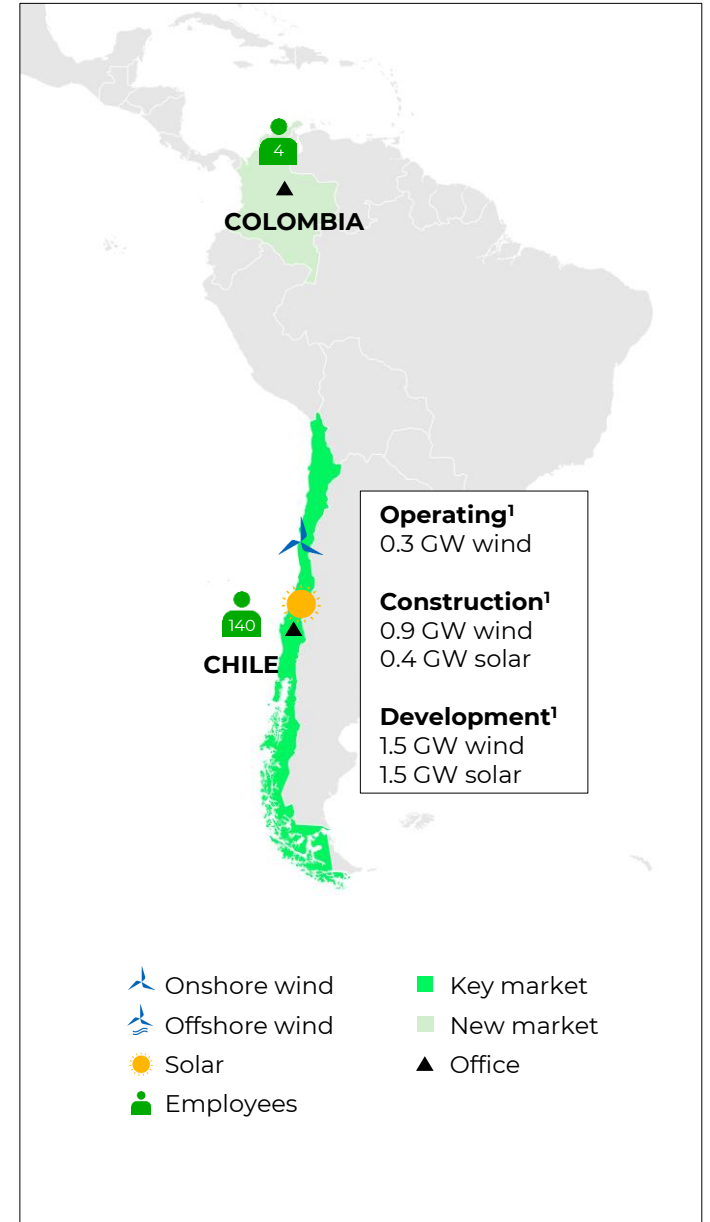 4
COLOMBIA
Operating¹
0.3 GW wind
Construction¹
0.9 GW wind
0.4 GW solar
Development¹
1.5 GW wind
1.5 GW solar
140
CHILE
Onshore wind
Offshore wind
Solar
Employees
Key market
New market
Office